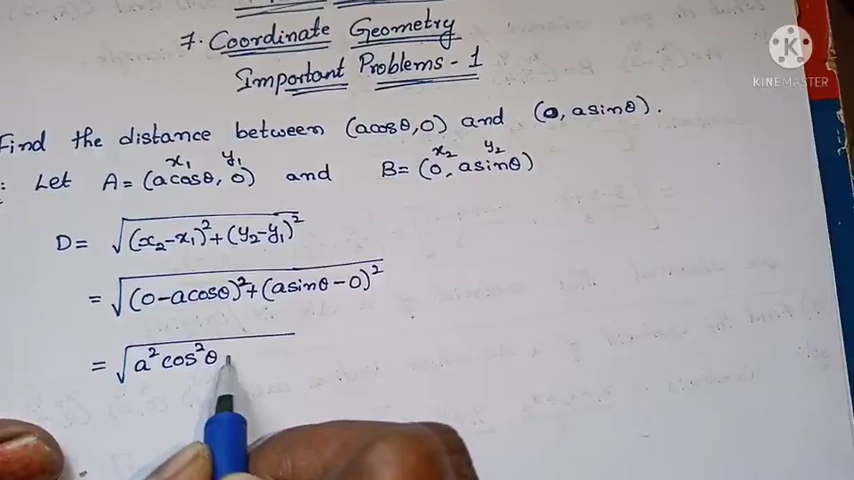 7. Coordinate Geometry
Important Problems - 1
KINEMASTER
Find the distance between (acosθ,0) and (0, asinθ).
x₁ y₁ x₂ y₂
: Let A= (acosθ, 0) and B= (0, asinθ)
D= √(x₂-x₁)²+(y₂-y₁)²
= √(0-acosθ)²+(asinθ-0)²
= √a²cos²θ